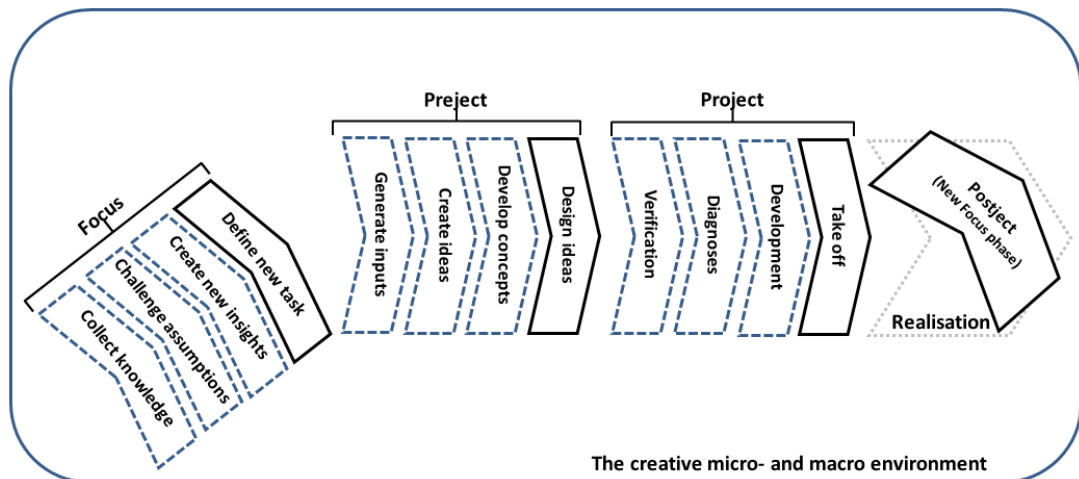 Focus
Collect knowledge
Challenge assumptions
Create new insights
Define new task
Preject
Generate inputs
Create ideas
Develop concepts
Design ideas
Project
Verification
Diagnoses
Development
Take off
Postject
(New Focus phase)
Realisation
The creative micro- and macro environment